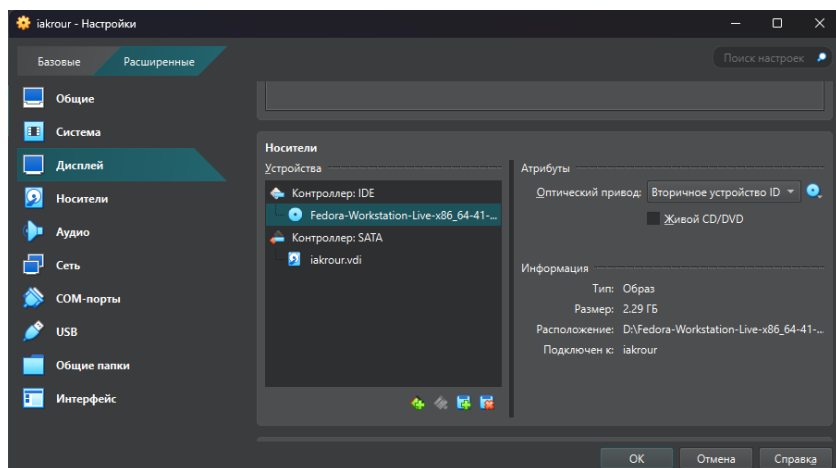 iakrour - Настройки
Базовые Расширенные
Поиск настроек
Общие
Система
Дисплей
Носители
Аудио
Сеть
COM-порты
USB
Общие папки
Интерфейс
Носители
Устройства
Контроллер: IDE
Fedora-Workstation-Live-x86_64-41-...
Контроллер: SATA
iakrour.vdi
Атрибуты
Оптический привод: Вторичное устройство ID
Живой CD/DVD
Информация
Тип: Образ
Размер: 2.29 ГБ
Расположение: D:\Fedora-Workstation-Live-x86_64-41-...
Подключен к: iakrour
OK Отмена Справка